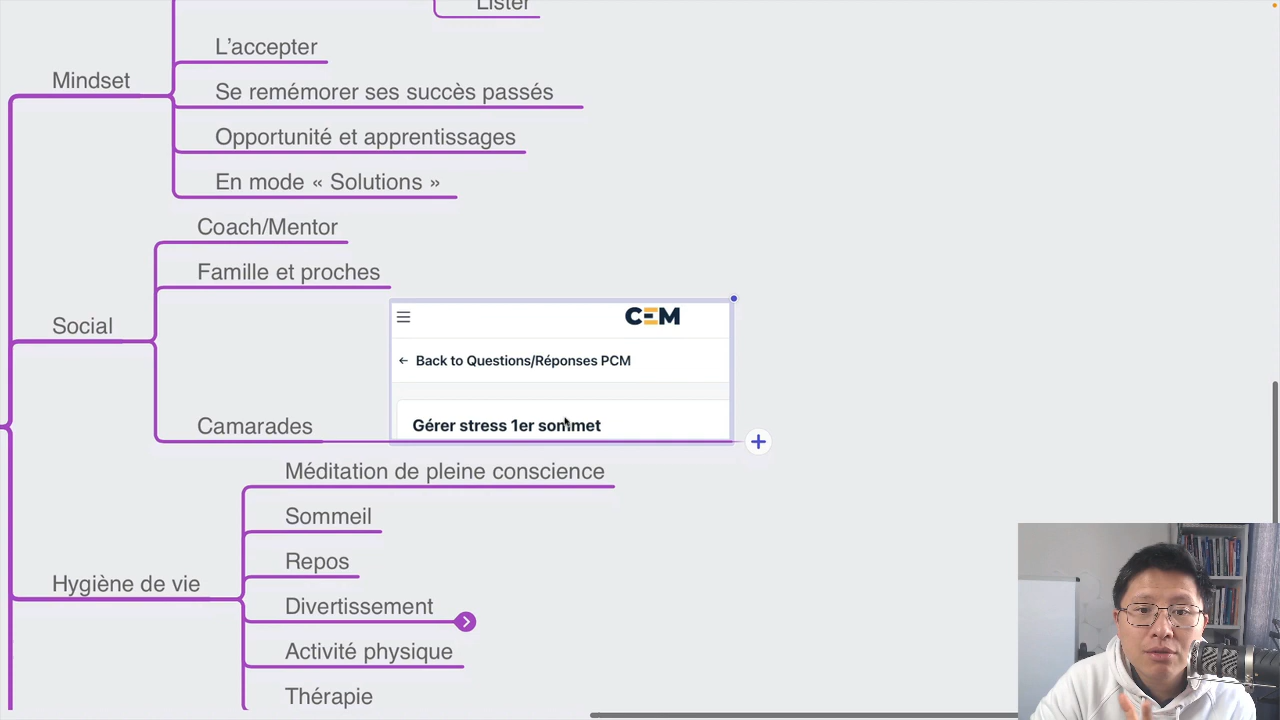 Lister
L’accepter
Mindset
Se remémorer ses succès passés
Opportunité et apprentissages
En mode « Solutions »
Coach/Mentor
Famille et proches
CEM
Social
← Back to Questions/Réponses PCM
Camarades
Gérer stress 1er sommet
Méditation de pleine conscience
Sommeil
Repos
Hygiène de vie
Divertissement
Activité physique
Thérapie